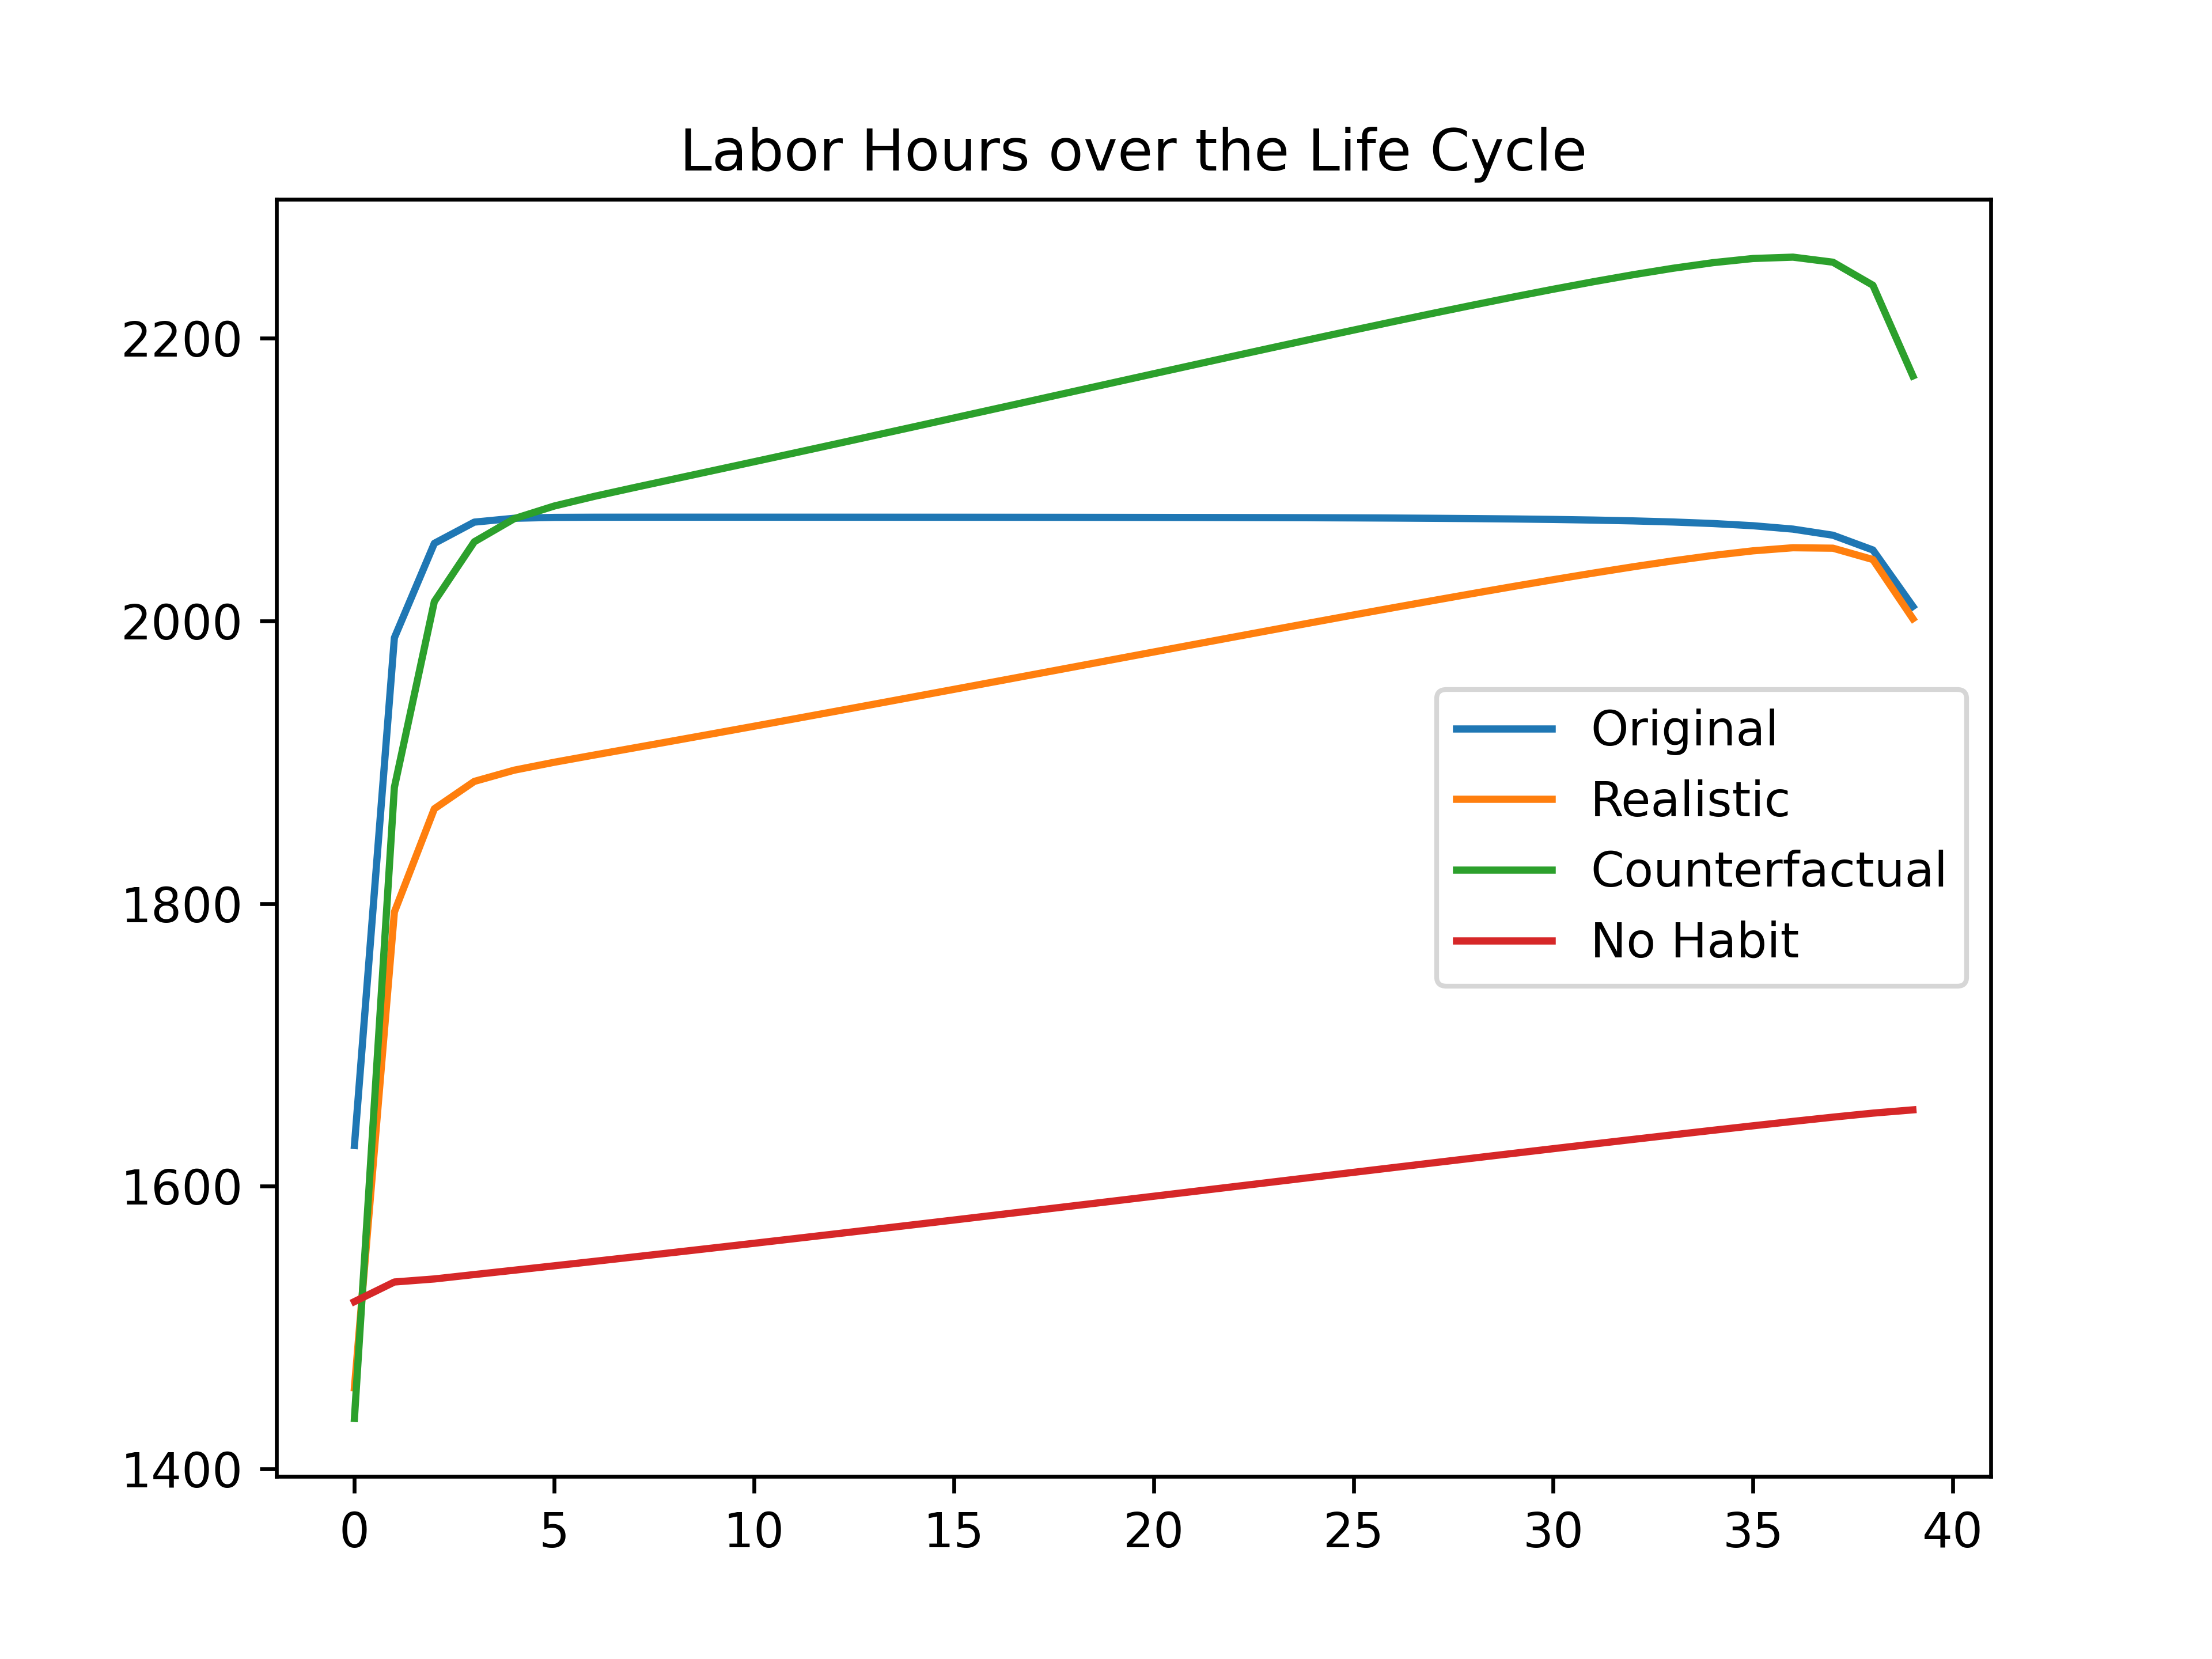 Labor Hours over the Life Cycle
2200
2000
1800
1600
1400
Original
Realistic
Counterfactual
No Habit
0 5 10 15 20 25 30 35 40